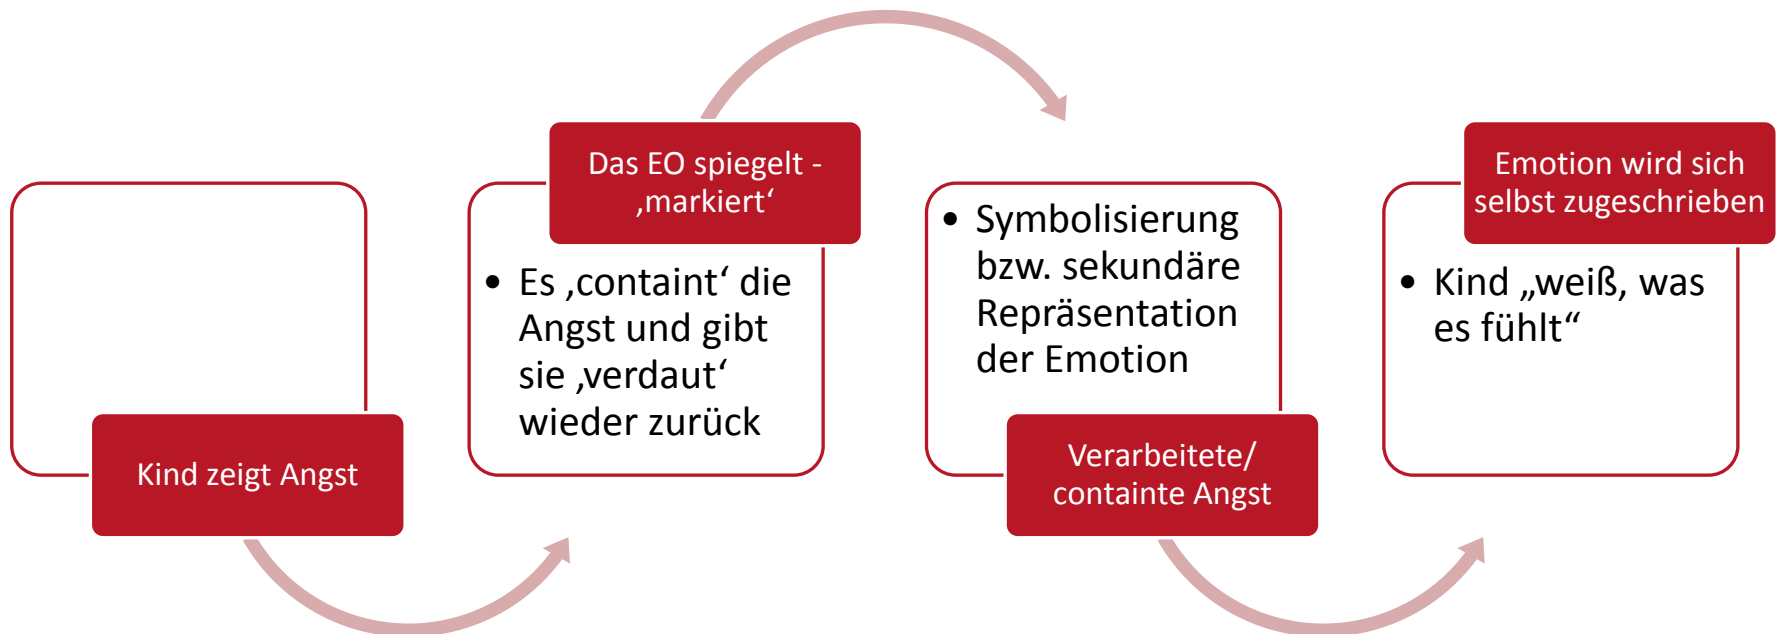 Kind zeigt Angst
Das EO spiegelt -
‚markiert‘
• Es ‚containt‘ die
Angst und gibt
sie ‚verdaut‘
wieder zurück
• Symbolisierung
bzw. sekundäre
Repräsentation
der Emotion
Verarbeitete/
containte Angst
Emotion wird sich
selbst zugeschrieben
• Kind „weiß, was
es fühlt“